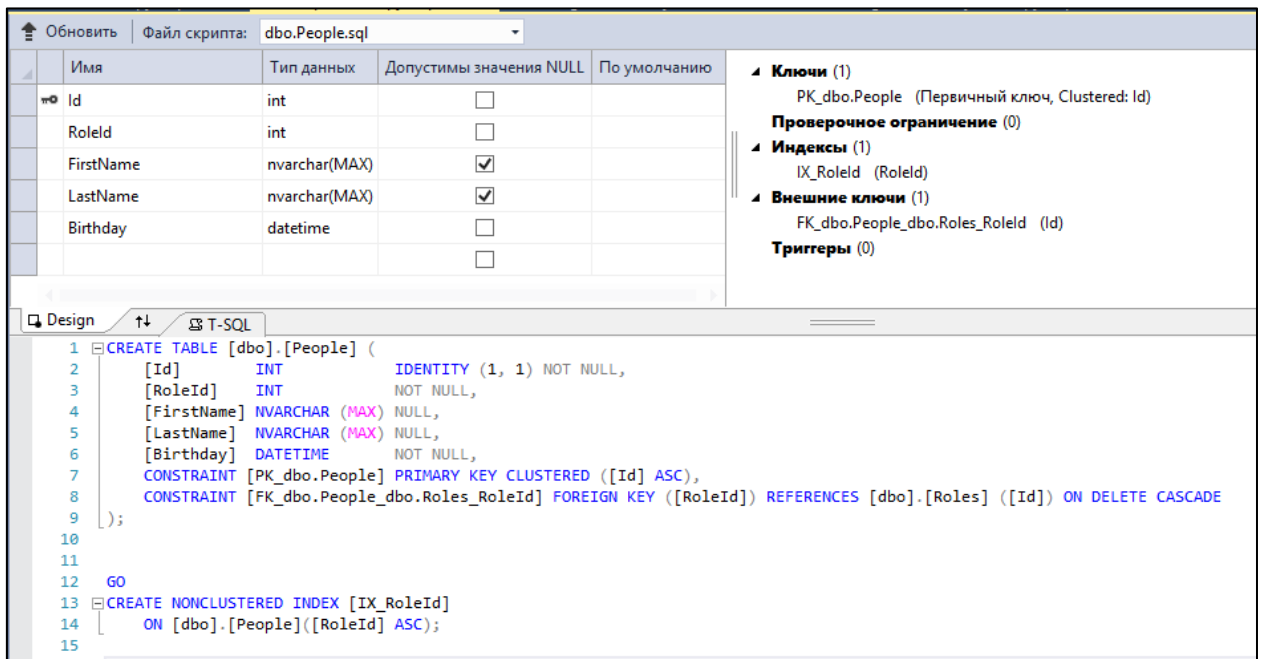 Обновить Файл скрипта: dbo.People.sql
Имя Тип данных Допустимы значения NULL По умолчанию
Id int
RoleId int
FirstName nvarchar(MAX)
LastName nvarchar(MAX)
Birthday datetime
Ключи (1)
PK_dbo.People (Первичный ключ, Clustered: Id)
Проверочное ограничение (0)
Индексы (1)
IX_RoleId (RoleId)
Внешние ключи (1)
FK_dbo.People_dbo.Roles_RoleId (Id)
Триггеры (0)
Design T-SQL
1 CREATE TABLE [dbo].[People] (
2 [Id] INT IDENTITY (1, 1) NOT NULL,
3 [RoleId] INT NOT NULL,
4 [FirstName] NVARCHAR (MAX) NULL,
5 [LastName] NVARCHAR (MAX) NULL,
6 [Birthday] DATETIME NOT NULL,
7 CONSTRAINT [PK_dbo.People] PRIMARY KEY CLUSTERED ([Id] ASC),
8 CONSTRAINT [FK_dbo.People_dbo.Roles_RoleId] FOREIGN KEY ([RoleId]) REFERENCES [dbo].[Roles] ([Id]) ON DELETE CASCADE
9 );
10
11
12 GO
13 CREATE NONCLUSTERED INDEX [IX_RoleId]
14 ON [dbo].[People]([RoleId] ASC);
15